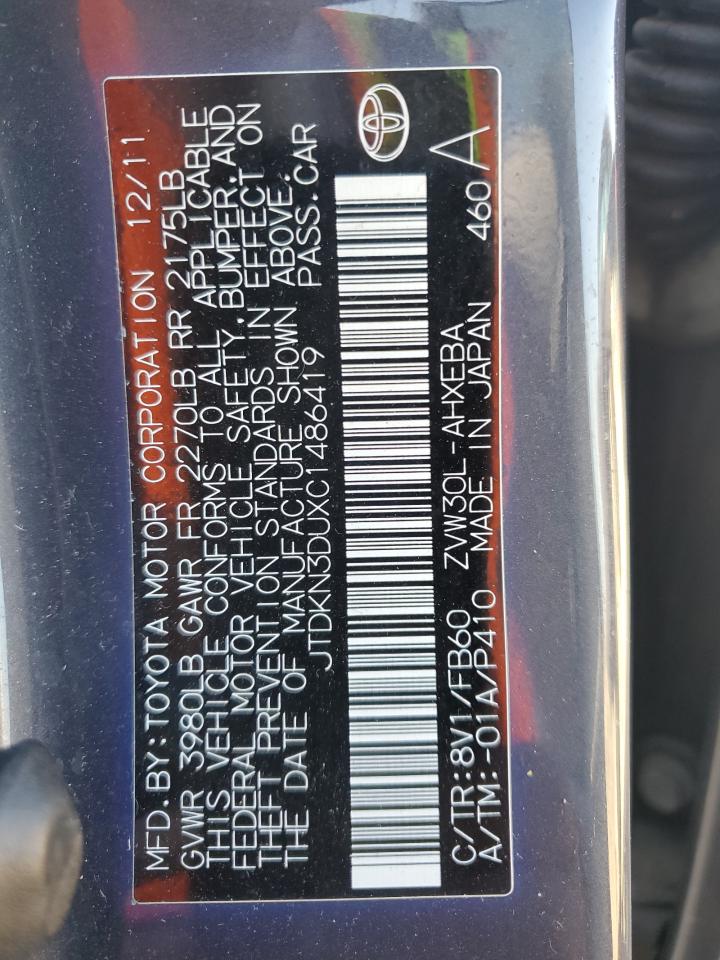 MFD.BY:TOYOTA MOTOR CORPORATION 12/11
GVWR 3980LB GAWR FR 2270LB RR 2175LB
THIS VEHICLE CONFORMS TO ALL APPLICABLE
FEDERAL MOTOR VEHICLE SAFETY.BUMPER.AND
THEFT PREVENTION STANDARDS IN EFFECT ON
THE DATE OF MANUFACTURE SHOWN ABOVE.
JTDKN3DUXC1486419 PASS.CAR
C/TR:8V1/FB60 ZVW30L-AHXEBA
A/TM:-01A/P410 MADE IN JAPAN 460 A